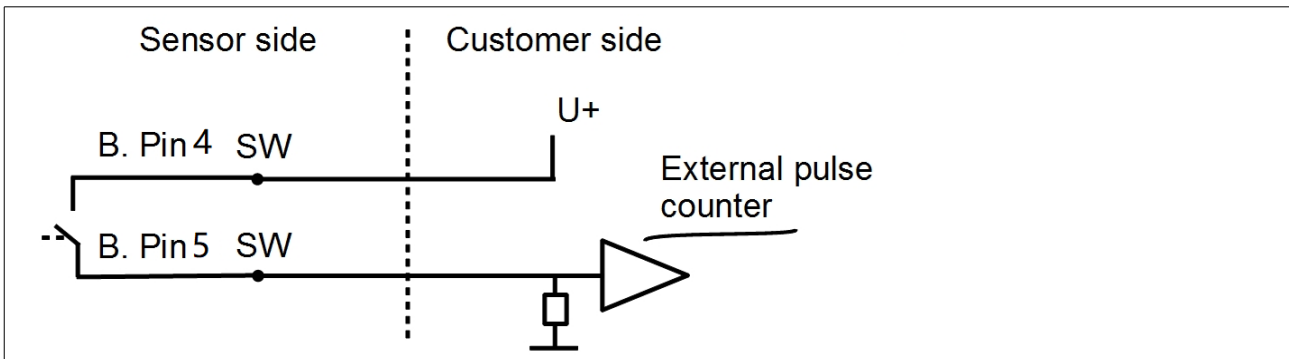 Sensor side
Customer side
U+
B. Pin 4 SW
External pulse
counter
B. Pin 5 SW